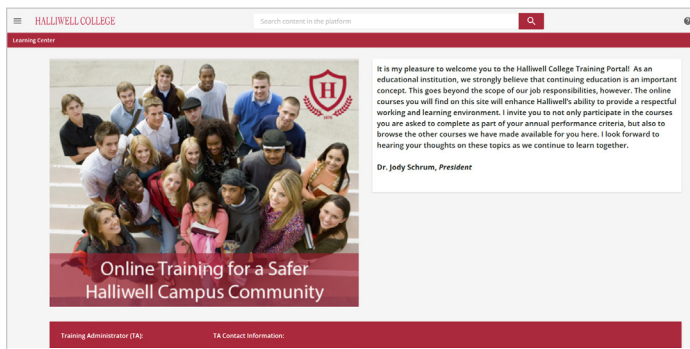 HALLIWELL COLLEGE
Search content in the platform
Learning Center
H
1870
Online Training for a Safer
Halliwell Campus Community
It is my pleasure to welcome you to the Halliwell College Training Portal! As an
educational institution, we strongly believe that continuing education is an important
concept. This goes beyond the scope of our job responsibilities, however. The online
courses you will find on this site will enhance Halliwell's ability to provide a respectful
working and learning environment. I invite you to not only participate in the courses
you are asked to complete as part of your annual performance criteria, but also to
browse the other courses we have made available for you here. I look forward to
hearing your thoughts on these topics as we continue to learn together.
Dr. Jody Schrum, President
Training Administrator (TA):
TA Contact Information: